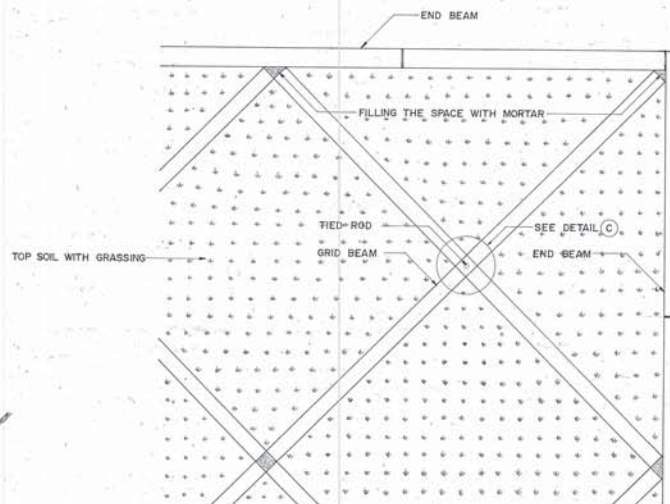 END BEAM
FILLING THE SPACE WITH MORTAR
TIED ROD
SEE DETAIL C
GRID BEAM
END BEAM
TOP SOIL WITH GRASSING